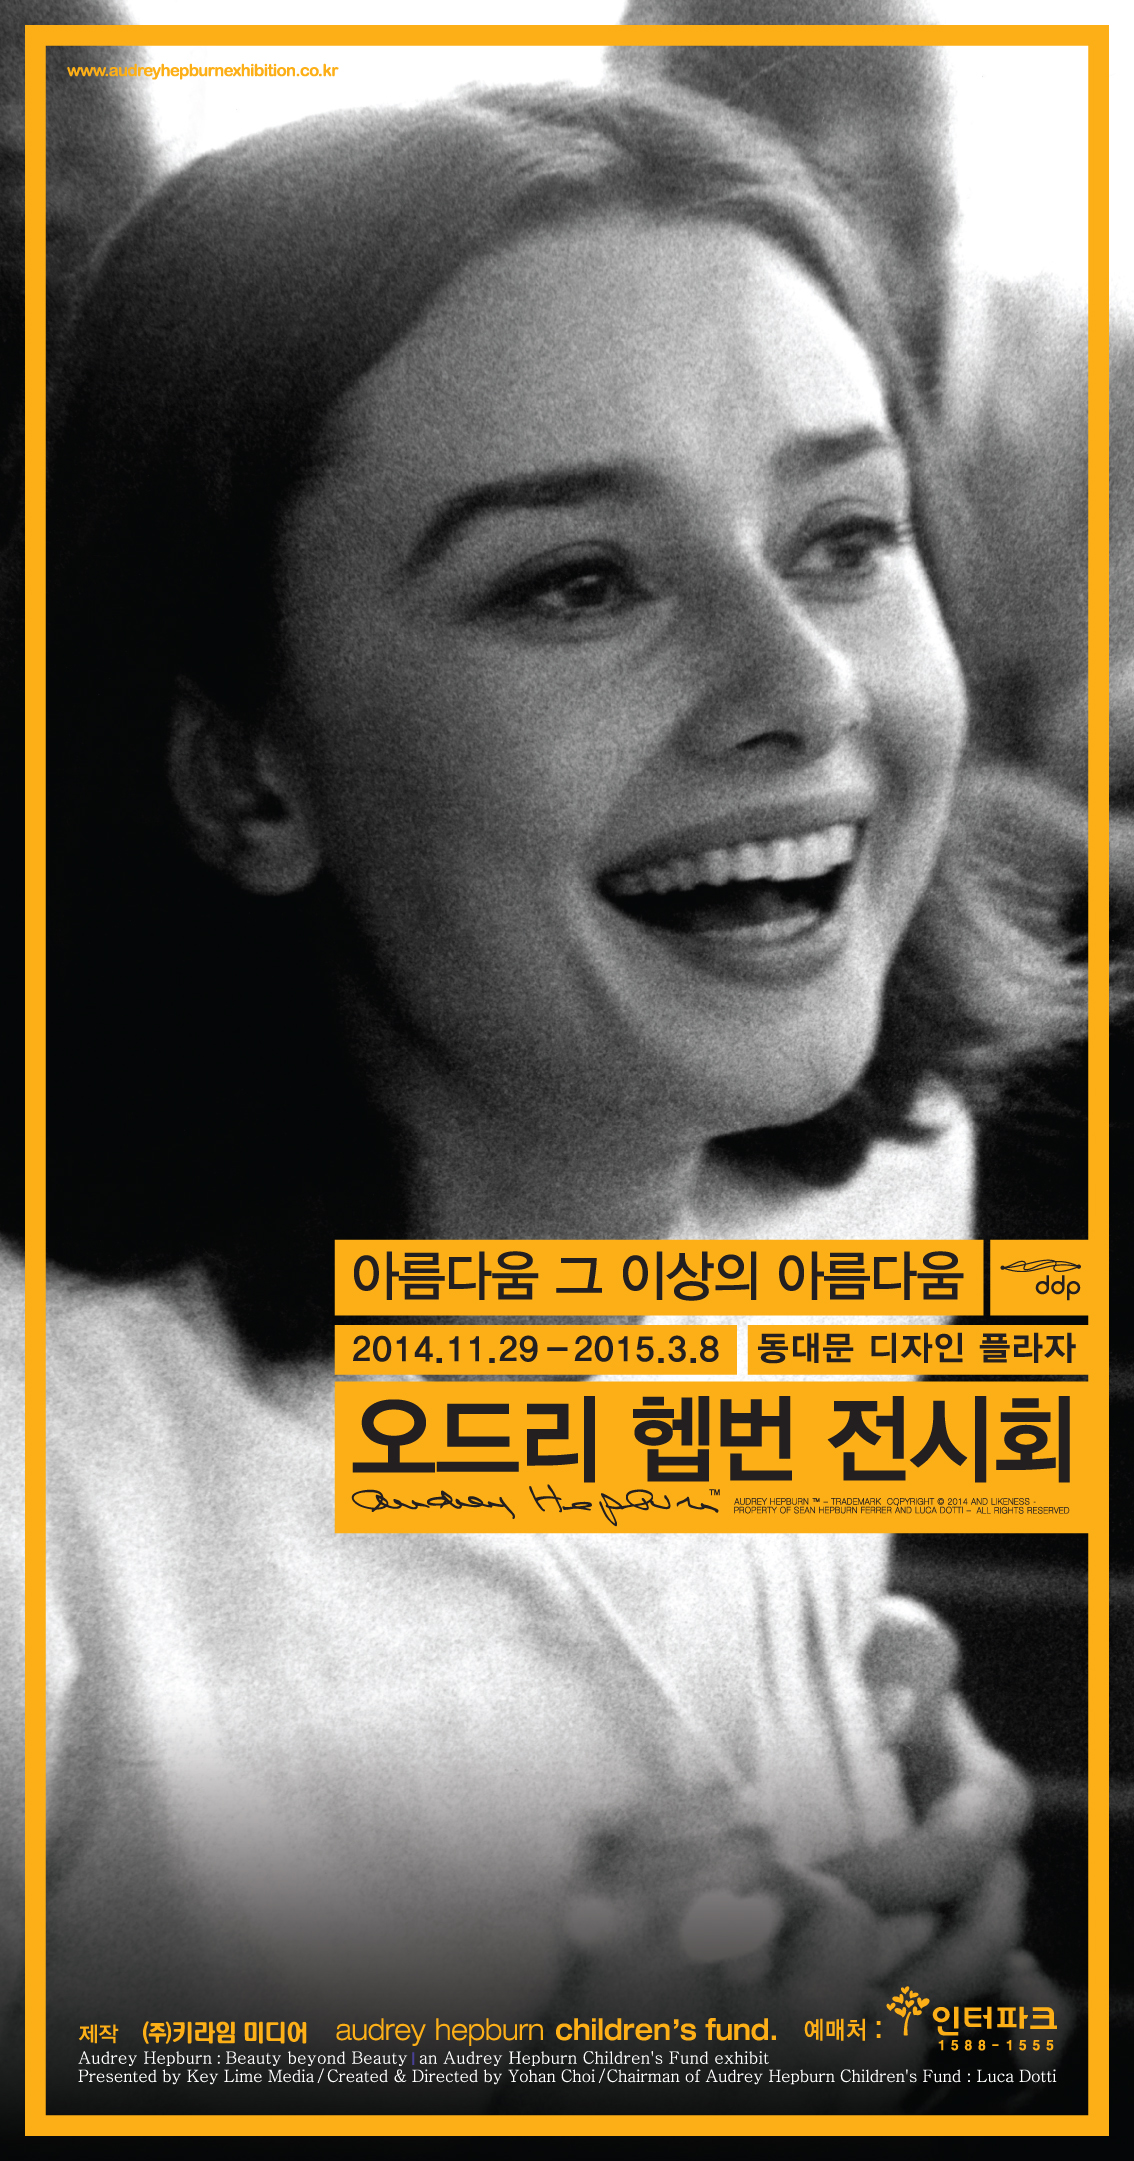 www.audreyhepburnexhibition.co.kr
아름다움 그 이상의 아름다움
ddp
2014.11.29-2015.3.8
동대문 디자인 플라자
오드리 헵번 전시회
Audrey Hepburn™
AUDREY HEPBURN ™ – TRADEMARK COPYRIGHT © 2014 AND LIKENESS -
PROPERTY OF SEAN HEPBURN FERRER AND LUCA DOTTI – ALL RIGHTS RESERVED
제작 (주)키라임 미디어 audrey hepburn children's fund. 예매처 : 인터파크
1588-1555
Audrey Hepburn : Beauty beyond Beauty | an Audrey Hepburn Children's Fund exhibit
Presented by Key Lime Media / Created & Directed by Yohan Choi / Chairman of Audrey Hepburn Children's Fund : Luca Dotti